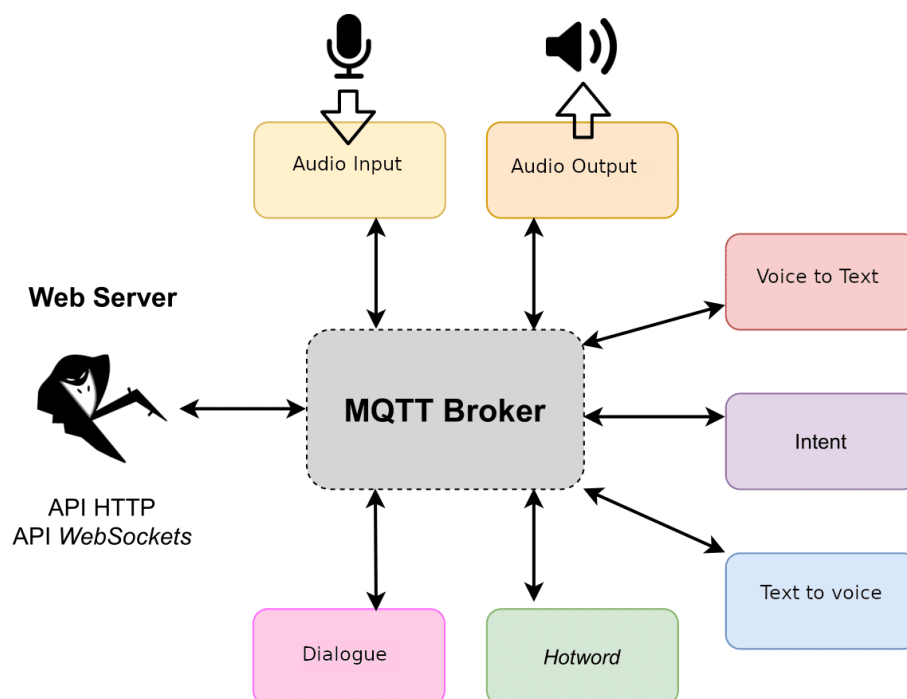 Audio Input
Audio Output
Voice to Text
Web Server
MQTT Broker
Intent
API HTTP
API WebSockets
Text to voice
Dialogue
Hotword